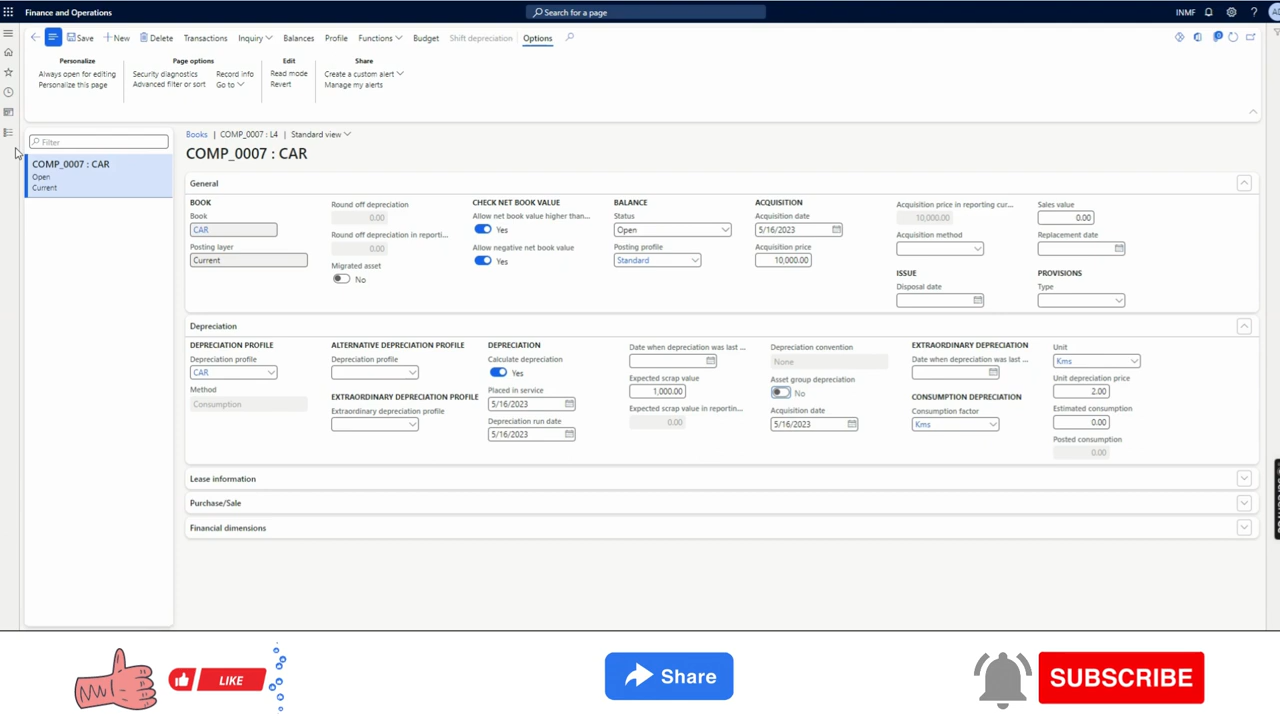 Finance and Operations
Search for a page
INMF
?
Save
New
Delete
Transactions
Inquiry
Balances
Profile
Functions
Budget
Shift depreciation
Options
Personalize
Always open for editing
Personalize this page
Page options
Security diagnostics
Advanced filter or sort
Record info
Go to
Edit
Read mode
Revert
Share
Create a custom alert
Manage my alerts
Filter
COMP_0007 : CAR
Open
Current
Books | COMP_0007 : L4 | Standard view
COMP_0007 : CAR
General
BOOK
Book
CAR
Posting layer
Current
Round off depreciation
0.00
Round off depreciation in reporti...
0.00
Migrated asset
No
CHECK NET BOOK VALUE
Allow net book value higher than...
Yes
Allow negative net book value
Yes
BALANCE
Status
Open
Posting profile
Standard
ACQUISITION
Acquisition date
5/16/2023
Acquisition price
10,000.00
Acquisition price in reporting cur...
10,000.00
Acquisition method
ISSUE
Disposal date
Sales value
0.00
Replacement date
PROVISIONS
Type
Depreciation
DEPRECIATION PROFILE
Depreciation profile
CAR
Method
Consumption
ALTERNATIVE DEPRECIATION PROFILE
Depreciation profile
EXTRAORDINARY DEPRECIATION PROFILE
Extraordinary depreciation profile
DEPRECIATION
Calculate depreciation
Yes
Placed in service
5/16/2023
Depreciation run date
5/16/2023
Date when depreciation was last ...
Expected scrap value
1,000.00
Expected scrap value in reportin...
0.00
Depreciation convention
None
Asset group depreciation
No
Acquisition date
5/16/2023
EXTRAORDINARY DEPRECIATION
Date when depreciation was last ...
CONSUMPTION DEPRECIATION
Consumption factor
Kms
Unit
Kms
Unit depreciation price
2.00
Estimated consumption
0.00
Posted consumption
0.00
Lease information
Purchase/Sale
Financial dimensions
LIKE
Share
SUBSCRIBE